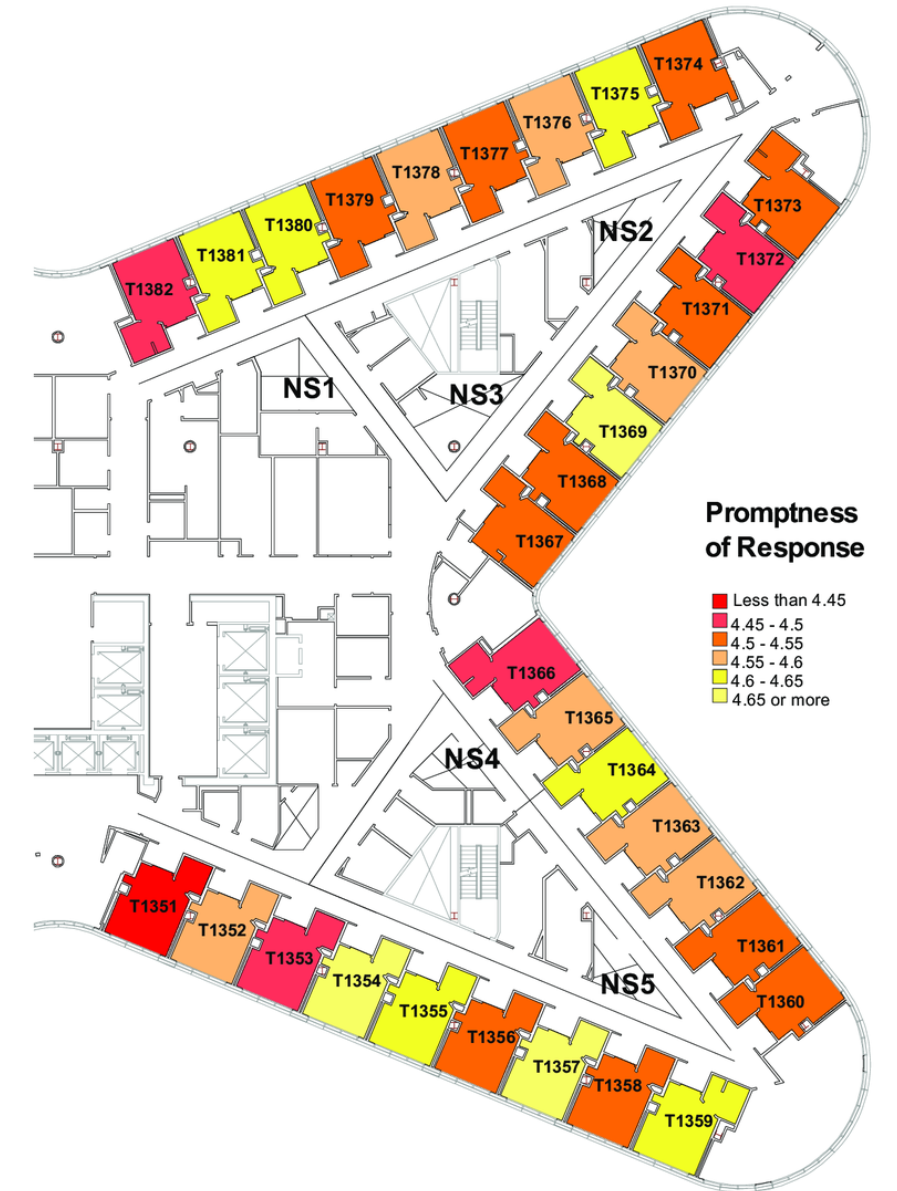 T1374
T1375
T1376
T1377
T1378
T1379
T1380
T1381
T1382
T1373
T1372
T1371
T1370
T1369
T1368
T1367
NS2
NS1
NS3
Promptness
of Response
Less than 4.45
4.45 - 4.5
4.5 - 4.55
4.55 - 4.6
4.6 - 4.65
4.65 or more
T1366
T1365
T1364
T1363
T1362
T1361
T1360
NS4
NS5
T1351
T1352
T1353
T1354
T1355
T1356
T1357
T1358
T1359